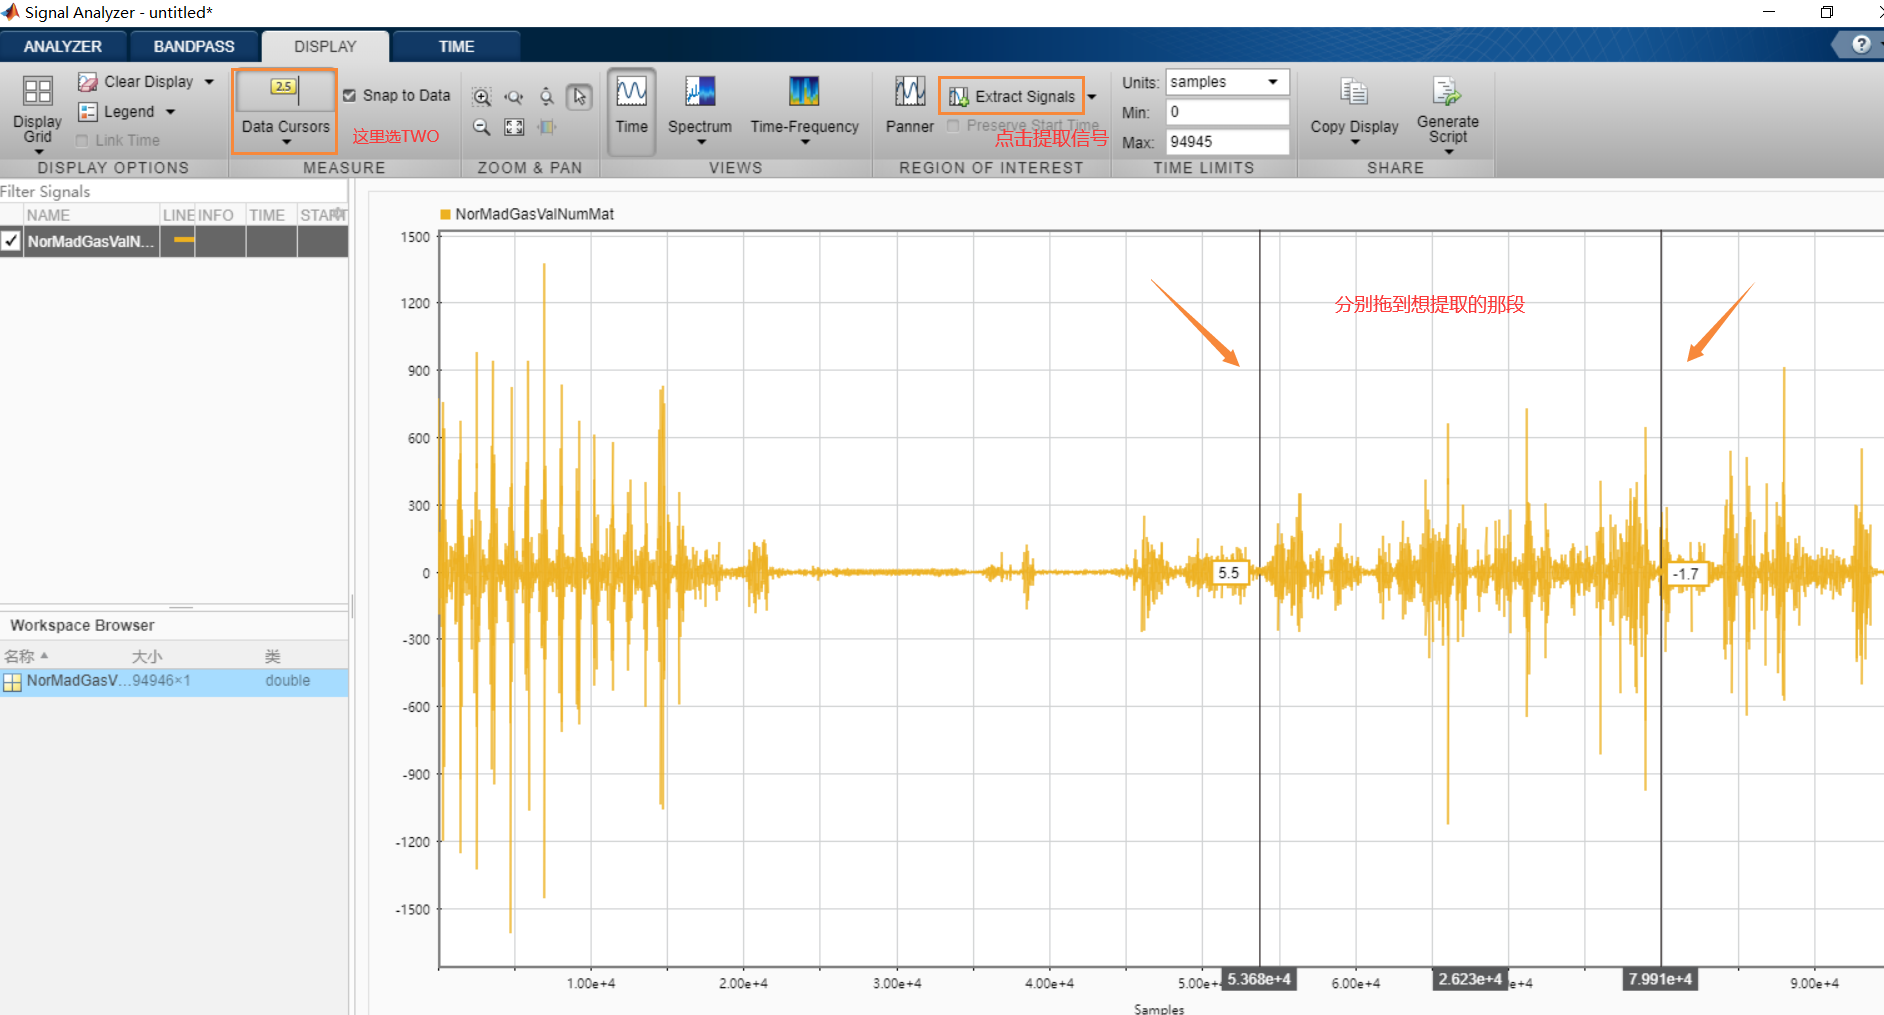 Signal Analyzer - untitled*
ANALYZER
BANDPASS
DISPLAY
TIME
Display Grid
Clear Display
Legend
Link Time
DISPLAY OPTIONS
2.5
Data Cursors
Snap to Data
这里选TWO
MEASURE
ZOOM & PAN
Time
Spectrum
Time-Frequency
VIEWS
Panner
Extract Signals
Preserve Start Time
点击提取信号
REGION OF INTEREST
Units: samples
Min: 0
Max: 94945
TIME LIMITS
Copy Display
Generate Script
SHARE
Filter Signals
NAME LINE INFO TIME START
NorMadGasValN...
Workspace Browser
名称 大小 类
NorMadGasV... 94946×1 double
NorMadGasValNumMat
分别拖到想提取的那段
1500
1200
900
600
300
0
-300
-600
-900
-1200
-1500
5.5
-1.7
1.00e+4 2.00e+4 3.00e+4 4.00e+4 5.00e+ 5.368e+4 6.00e+4 2.623e+4 e+4 7.991e+4 9.00e+4
Samples